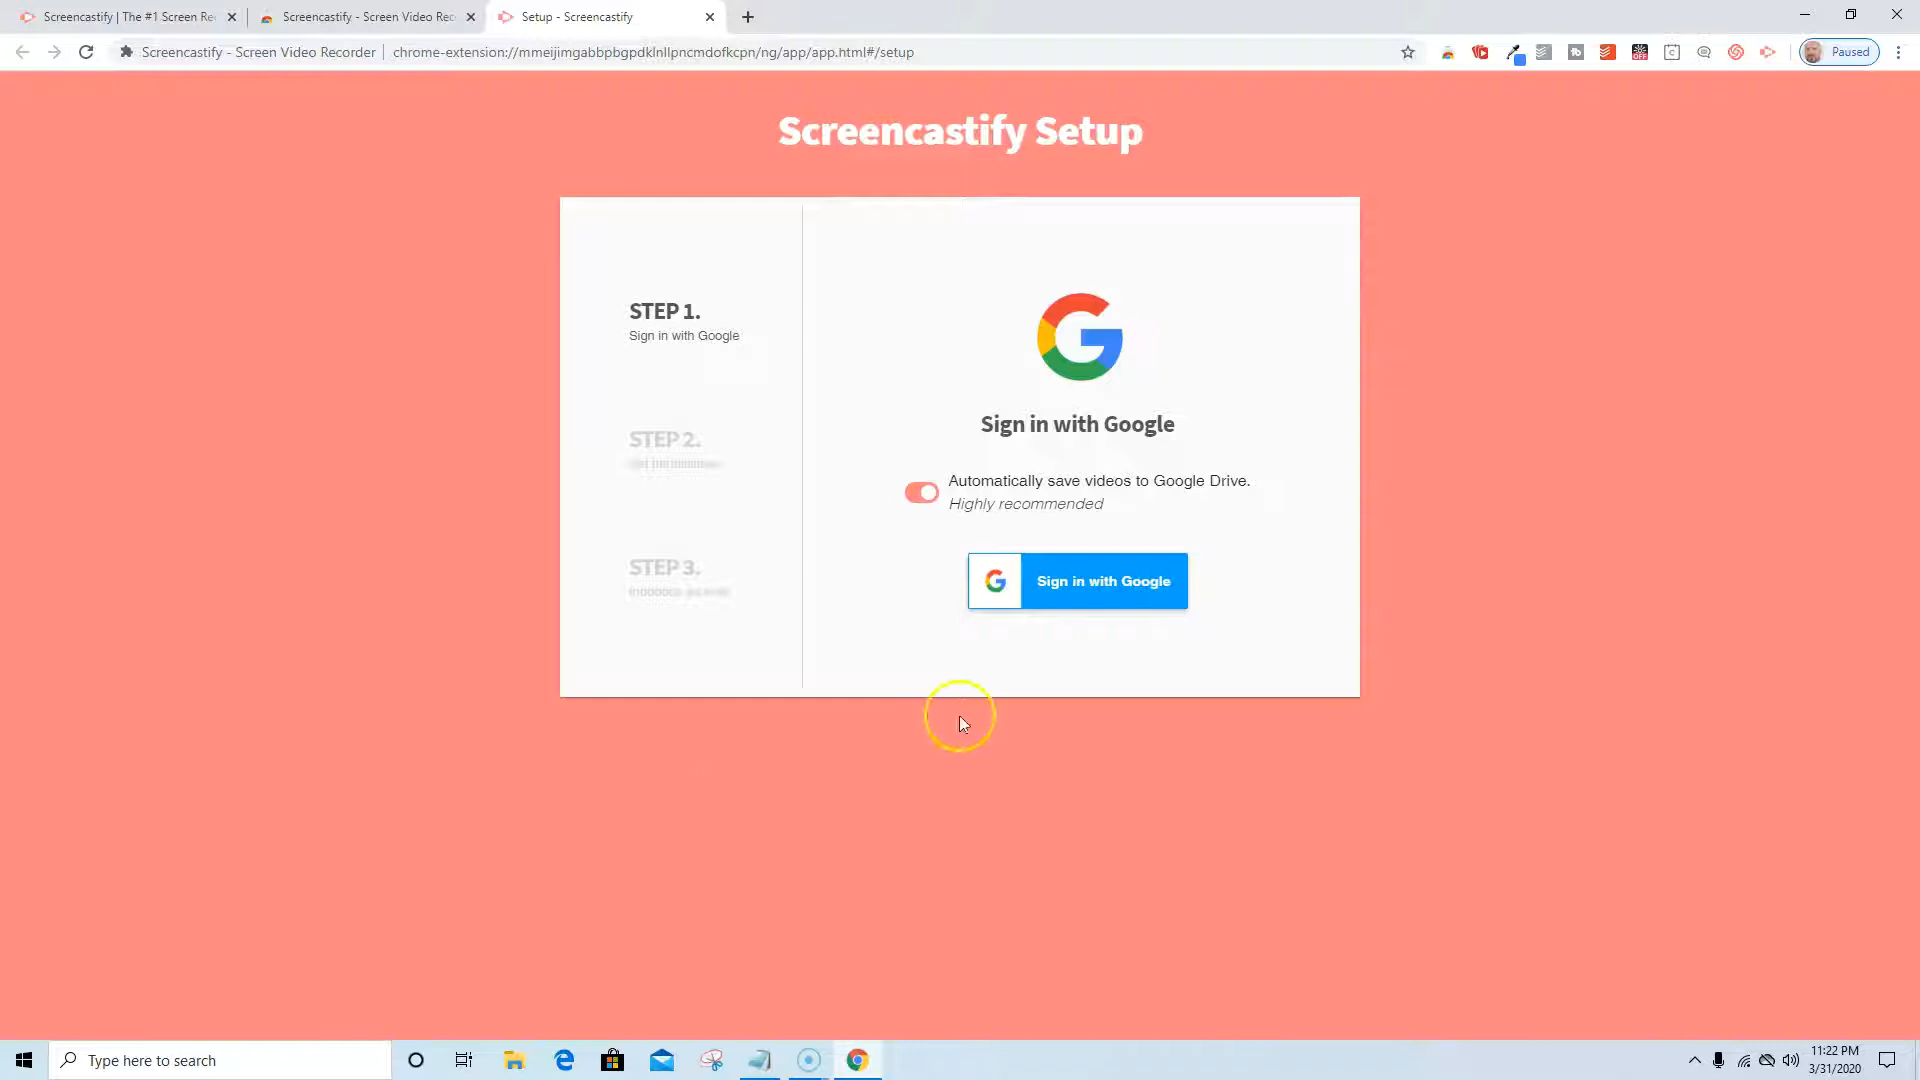 Screencastify | The #1 Screen Re
Screencastify - Screen Video Rec
Setup - Screencastify
Screencastify - Screen Video Recorder
chrome-extension://mmeijimgabbpbgpdklnllpncmdofkcpn/ng/app/app.html#/setup
Paused
Screencastify Setup
STEP 1.
Sign in with Google
STEP 2.
STEP 3.
Sign in with Google
Automatically save videos to Google Drive.
Highly recommended
Sign in with Google
Type here to search
11:22 PM
3/31/2020